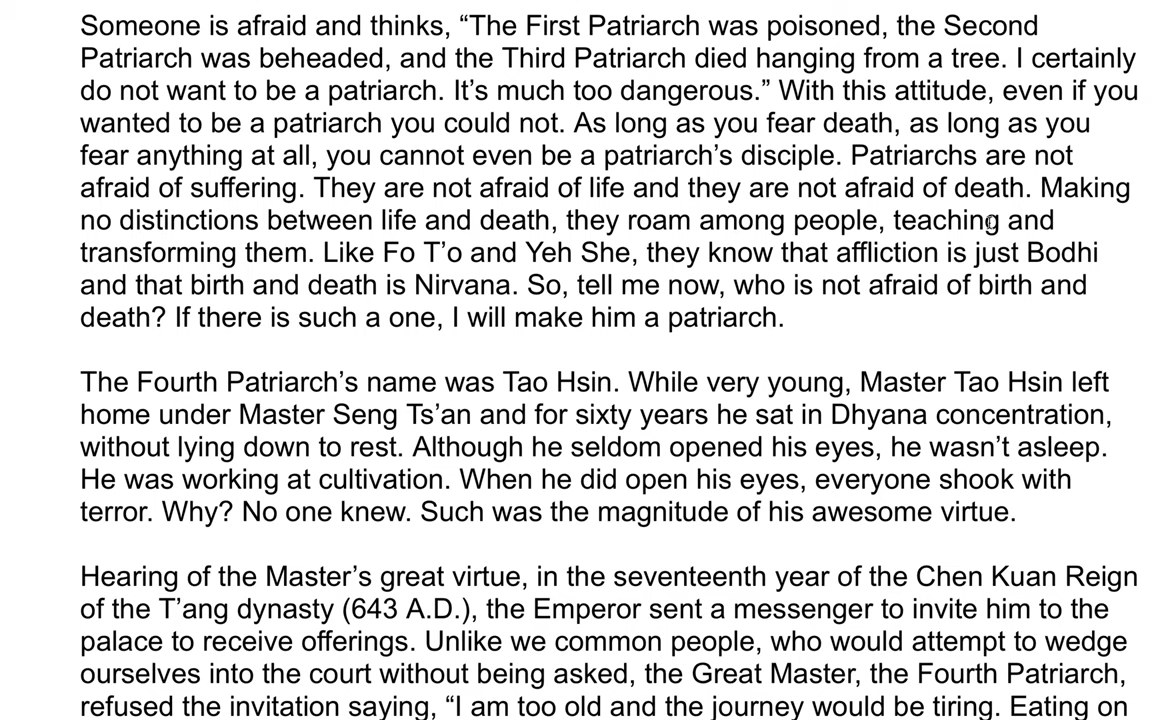 Someone is afraid and thinks, “The First Patriarch was poisoned, the Second
Patriarch was beheaded, and the Third Patriarch died hanging from a tree. I certainly
do not want to be a patriarch. It’s much too dangerous.” With this attitude, even if you
wanted to be a patriarch you could not. As long as you fear death, as long as you
fear anything at all, you cannot even be a patriarch’s disciple. Patriarchs are not
afraid of suffering. They are not afraid of life and they are not afraid of death. Making
no distinctions between life and death, they roam among people, teaching and
transforming them. Like Fo T’o and Yeh She, they know that affliction is just Bodhi
and that birth and death is Nirvana. So, tell me now, who is not afraid of birth and
death? If there is such a one, I will make him a patriarch.

The Fourth Patriarch’s name was Tao Hsin. While very young, Master Tao Hsin left
home under Master Seng Ts’an and for sixty years he sat in Dhyana concentration,
without lying down to rest. Although he seldom opened his eyes, he wasn’t asleep.
He was working at cultivation. When he did open his eyes, everyone shook with
terror. Why? No one knew. Such was the magnitude of his awesome virtue.

Hearing of the Master’s great virtue, in the seventeenth year of the Chen Kuan Reign
of the T’ang dynasty (643 A.D.), the Emperor sent a messenger to invite him to the
palace to receive offerings. Unlike we common people, who would attempt to wedge
ourselves into the court without being asked, the Great Master, the Fourth Patriarch,
refused the invitation saying, “I am too old and the journey would be tiring. Eating on